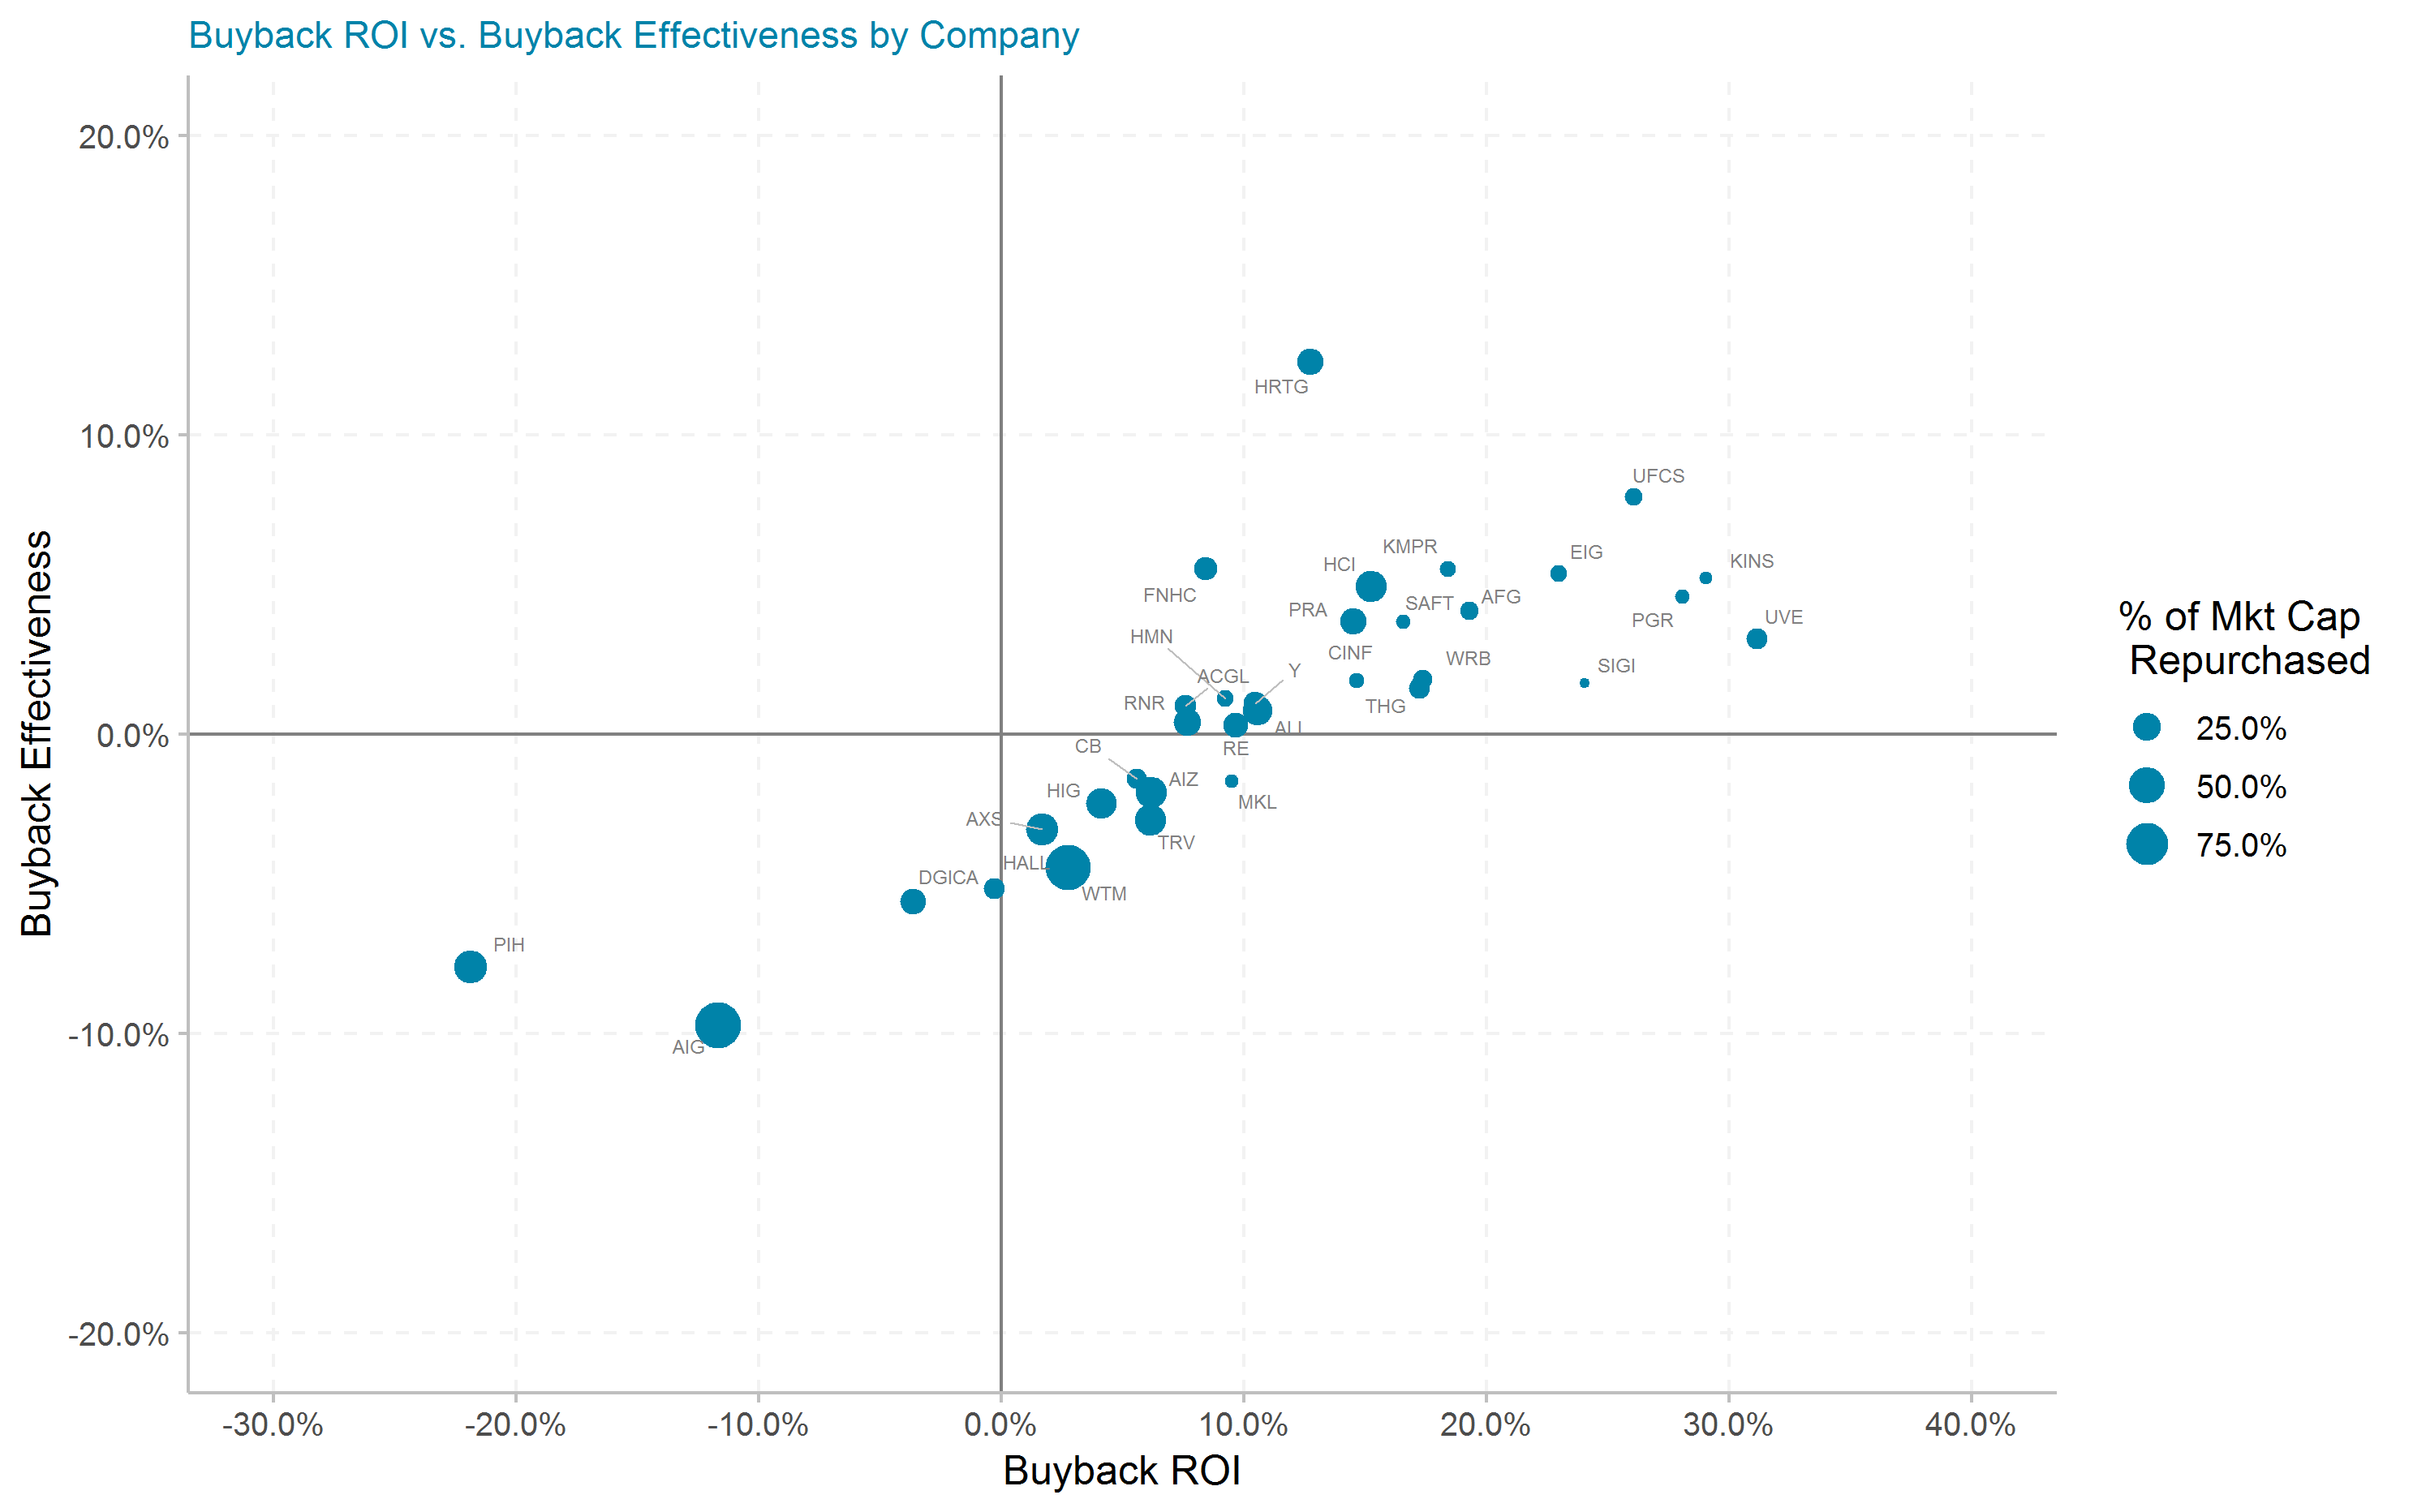 Buyback ROI vs. Buyback Effectiveness by Company
20.0%
10.0%
0.0%
-10.0%
-20.0%
Buyback Effectiveness
HRTG
UFCS
KMPR
EIG
HCI
KINS
FNHC
PRA
SAFT
AFG
PGR
UVE
HMN
CINF
WRB
SIGI
ACGL
Y
RNR
THG
ALL
CB
RE
AIZ
HIG
MKL
AXS
TRV
HALL
DGICA
WTM
PIH
AIG
-30.0%
-20.0%
-10.0%
0.0%
10.0%
20.0%
30.0%
40.0%
Buyback ROI
% of Mkt Cap
Repurchased
25.0%
50.0%
75.0%